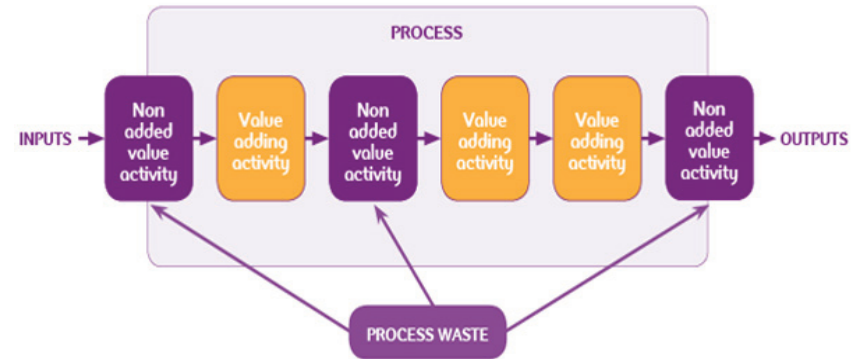 PROCESS
INPUTS
Non
added
value
activity
Value
adding
activity
Non
added
value
activity
Value
adding
activity
Value
adding
activity
Non
added
value
activity
OUTPUTS
PROCESS WASTE